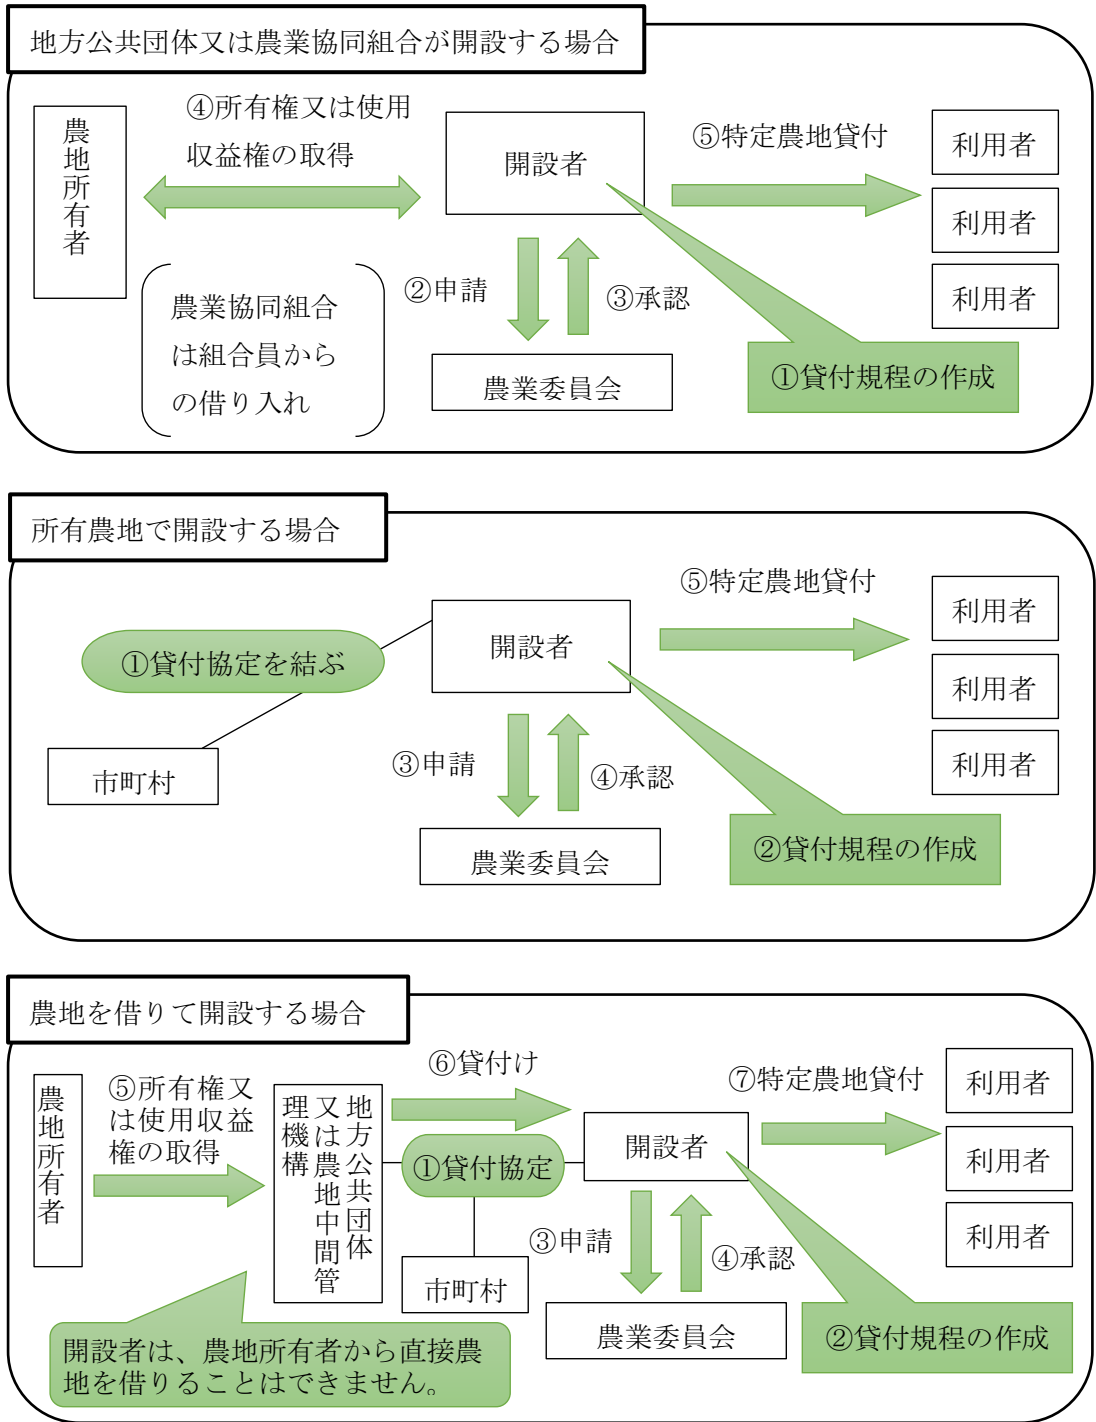 地方公共団体又は農業協同組合が開設する場合
農地所有者
④所有権又は使用
収益権の取得
開設者
⑤特定農地貸付
利用者
利用者
利用者
農業協同組合
は組合員から
の借り入れ
②申請
③承認
農業委員会
①貸付規程の作成
所有農地で開設する場合
①貸付協定を結ぶ
市町村
開設者
⑤特定農地貸付
利用者
利用者
利用者
③申請
④承認
農業委員会
②貸付規程の作成
農地を借りて開設する場合
農地所有者
⑤所有権又
は使用収益
権の取得
地方公共団体
又は農地中間管
理機構
⑥貸付け
①貸付協定
市町村
開設者
⑦特定農地貸付
利用者
利用者
利用者
③申請
④承認
農業委員会
②貸付規程の作成
開設者は、農地所有者から直接農
地を借りることはできません。